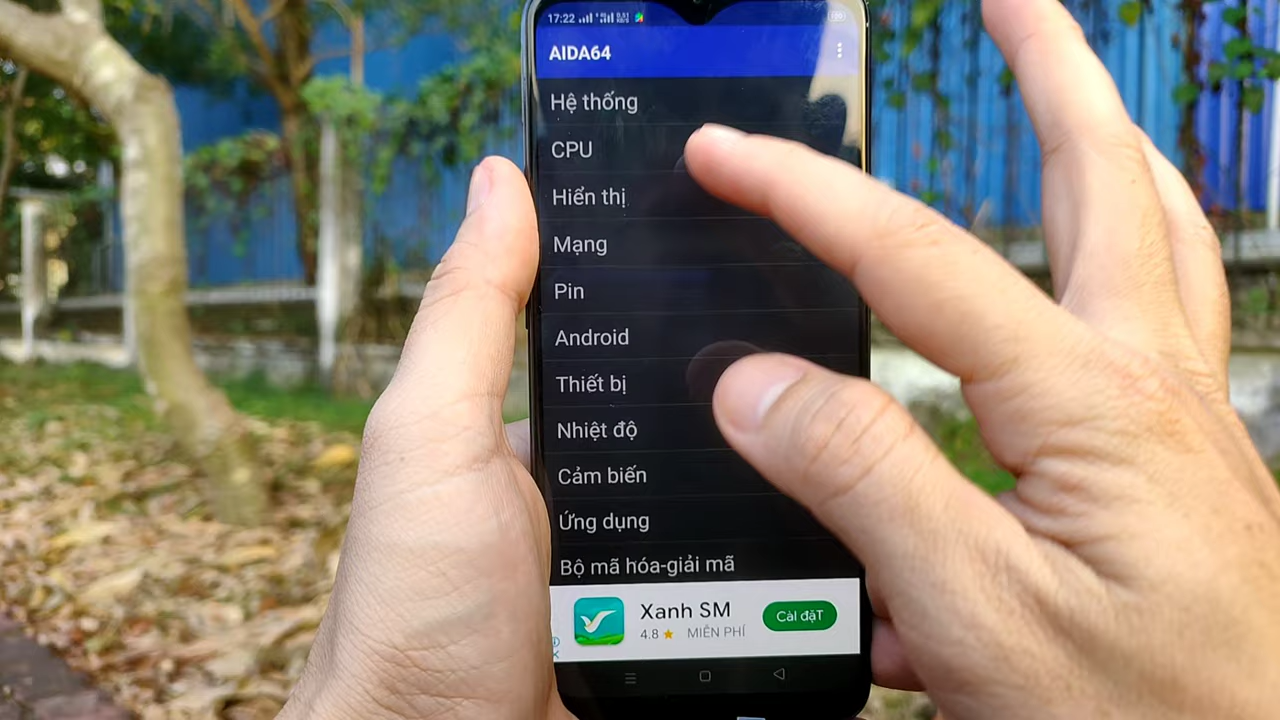 17:22
AIDA64
Hệ thống
CPU
Hiển thị
Mạng
Pin
Android
Thiết bị
Nhiệt độ
Cảm biến
Ứng dụng
Bộ mã hóa-giải mã
Xanh SM
4.8 ★ MIỄN PHÍ
Cài đặT